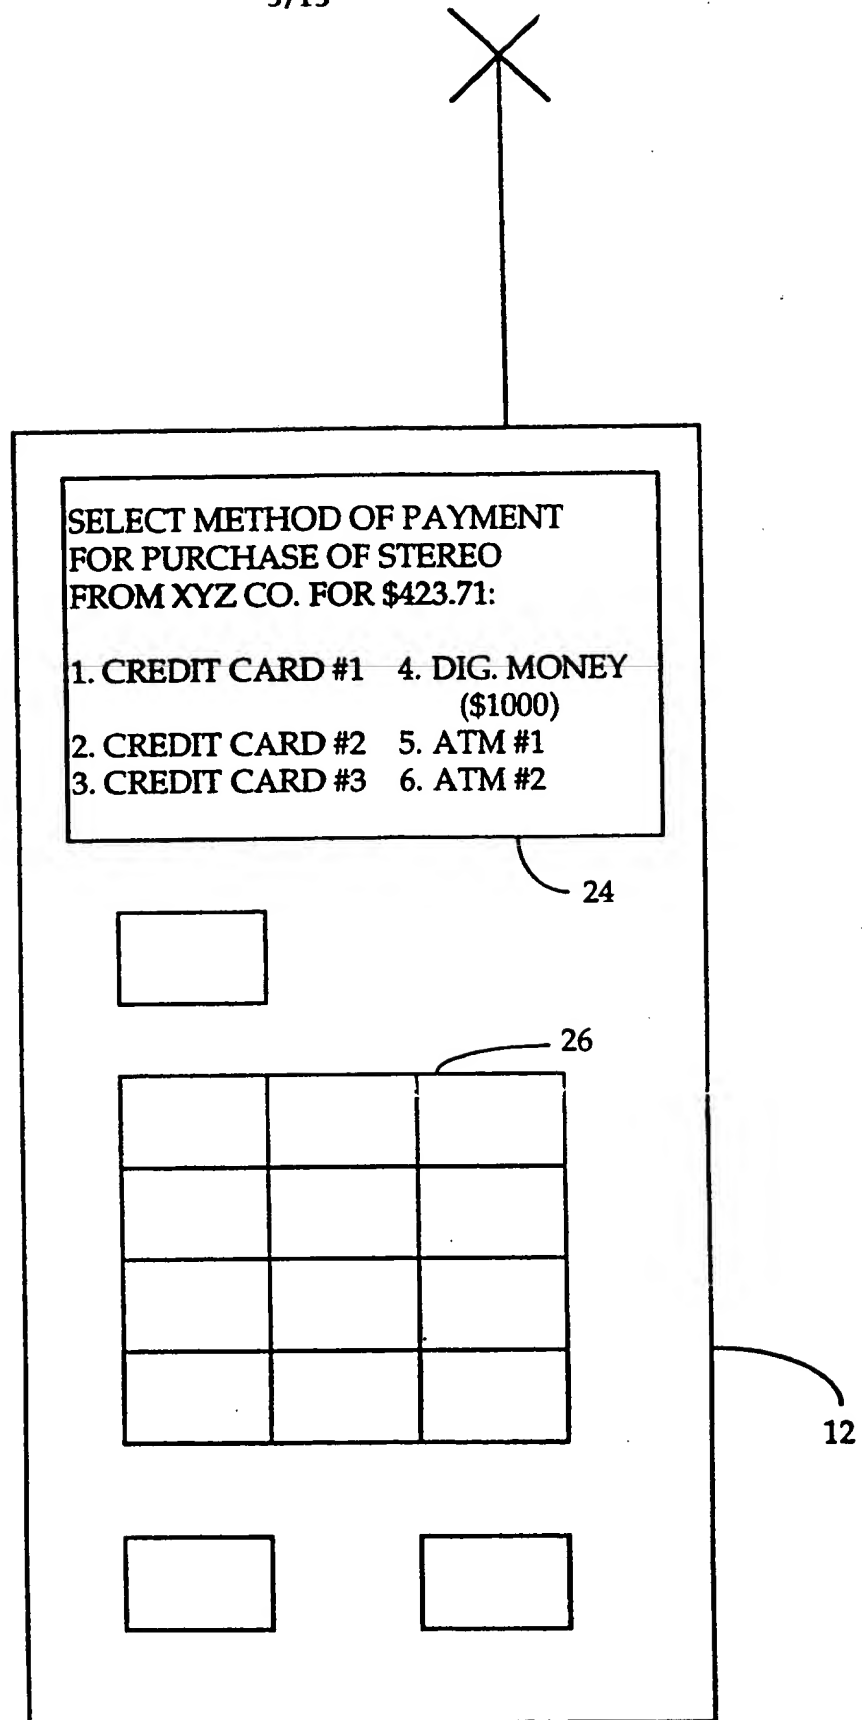 SELECT METHOD OF PAYMENT
FOR PURCHASE OF STEREO
FROM XYZ CO. FOR $423.71:
1. CREDIT CARD #1 4. DIG. MONEY
($1000)
2. CREDIT CARD #2 5. ATM #1
3. CREDIT CARD #3 6. ATM #2
24
26
12